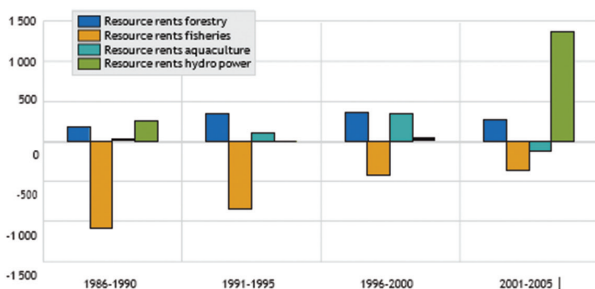 1 500
1 000
500
0
-500
-1 000
-1 500
Resource rents forestry
Resource rents fisheries
Resource rents aquaculture
Resource rents hydro power
1986-1990
1991-1995
1996-2000
2001-2005